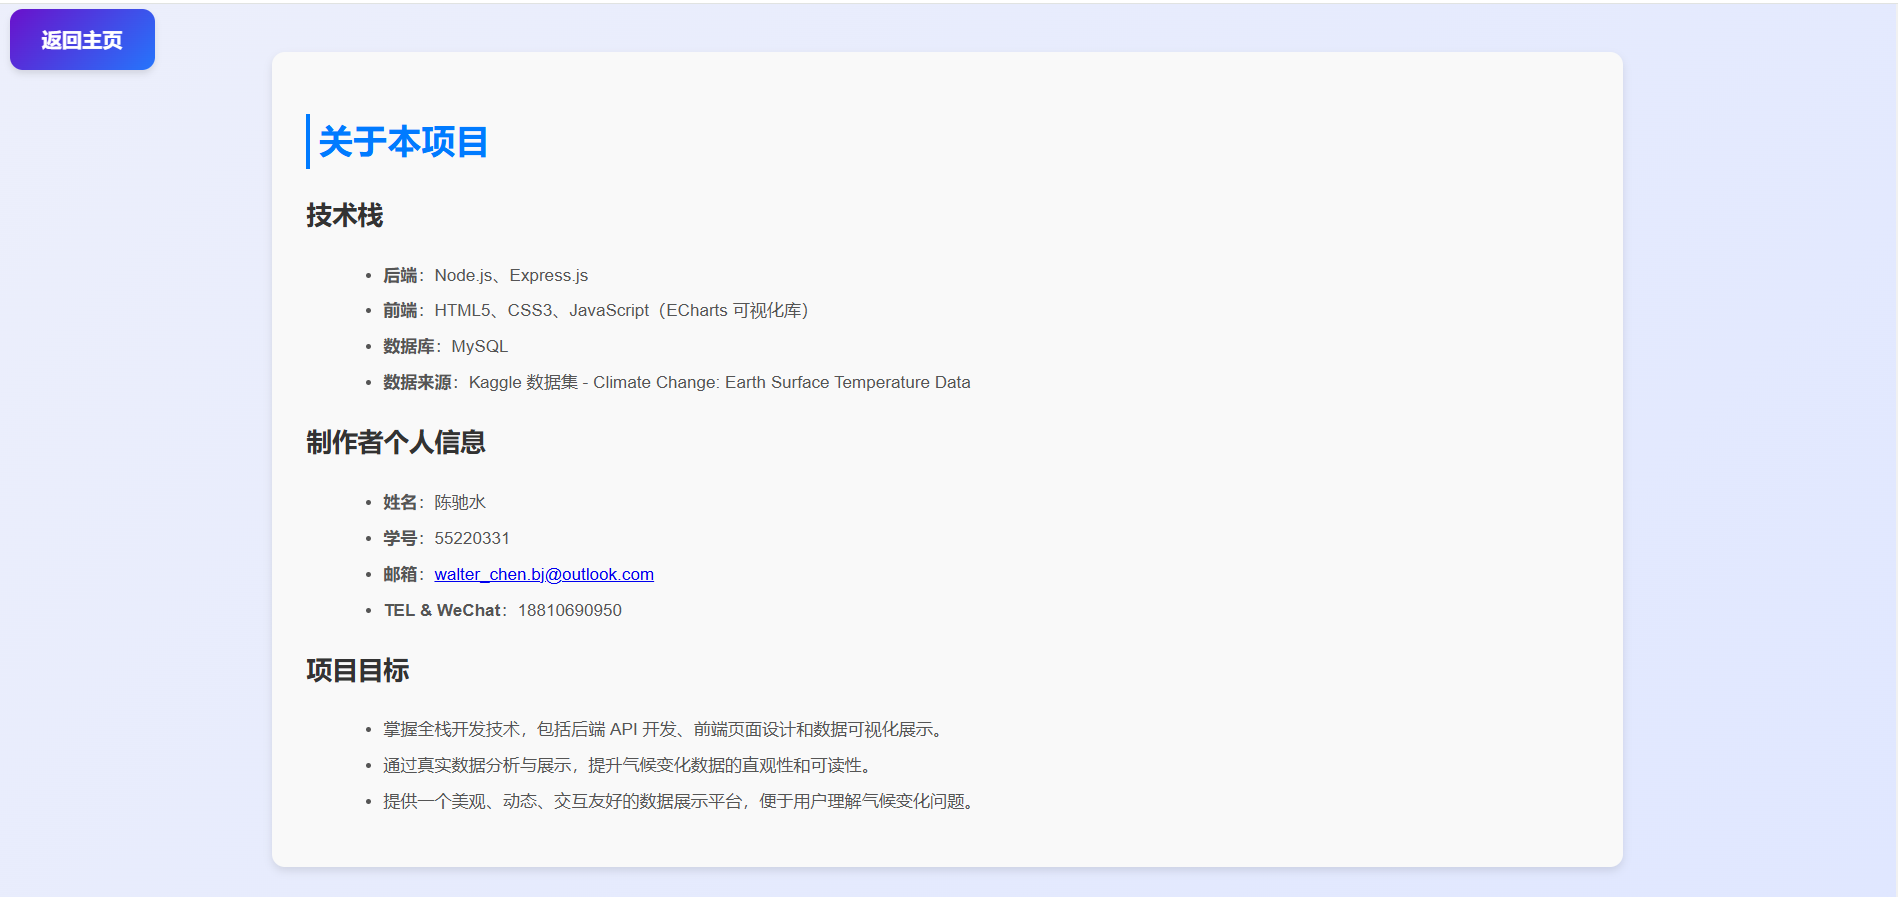 返回主页
关于本项目
技术栈
后端：Node.js、Express.js
前端：HTML5、CSS3、JavaScript（ECharts 可视化库）
数据库：MySQL
数据来源：Kaggle 数据集 - Climate Change: Earth Surface Temperature Data
制作者个人信息
姓名：陈驰水
学号：55220331
邮箱：walter_chen.bj@outlook.com
TEL & WeChat：18810690950
项目目标
掌握全栈开发技术，包括后端 API 开发、前端页面设计和数据可视化展示。
通过真实数据分析与展示，提升气候变化数据的直观性和可读性。
提供一个美观、动态、交互友好的数据展示平台，便于用户理解气候变化问题。